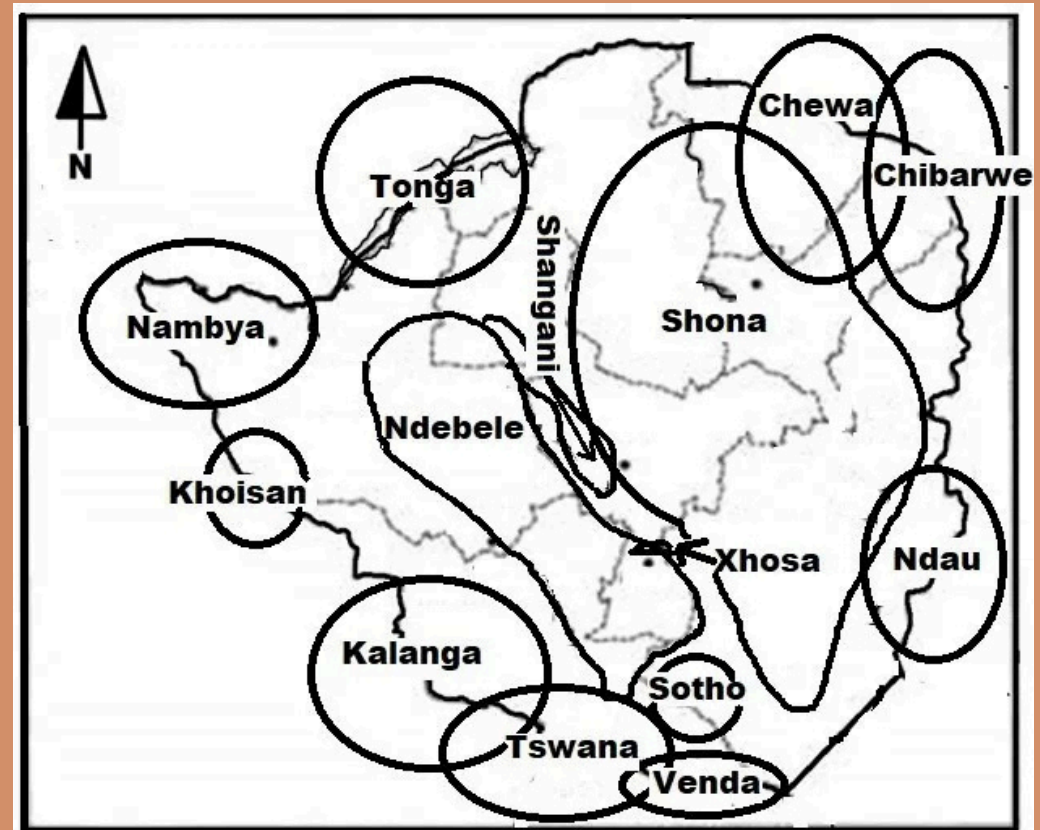 Chewa
N
Chibarwe
Tonga
Shangani
Nambya
Shona
Ndebele
Khoisan
Xhosa
Ndau
Kalanga
Sotho
Tswana
Venda